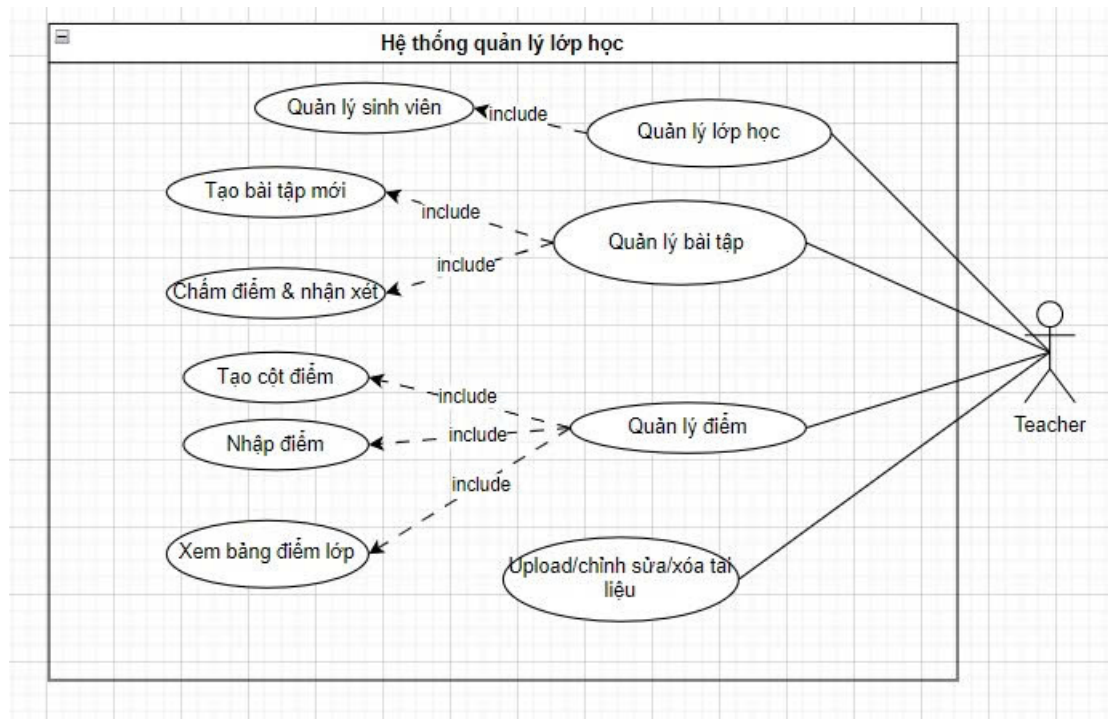 Hệ thống quản lý lớp học
Quản lý sinh viên
include
Quản lý lớp học
Tạo bài tập mới
include
Quản lý bài tập
include
Chấm điểm & nhận xét
Tạo cột điểm
include
Quản lý điểm
Nhập điểm
include
Teacher
include
Xem bảng điểm lớp
Upload/chỉnh sửa/xóa tài
liệu